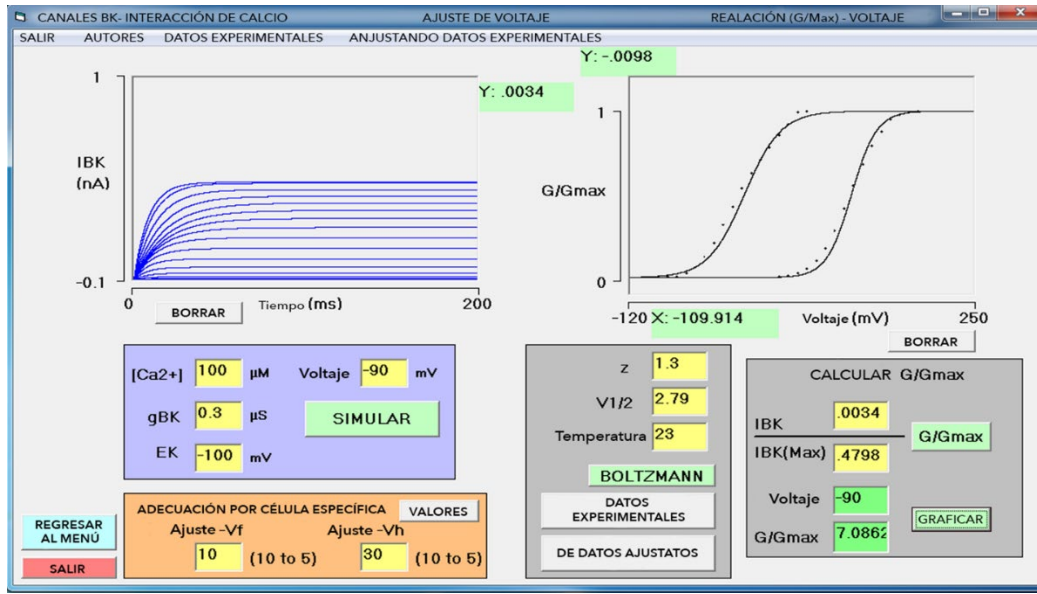 CANALES BK- INTERACCIÓN DE CALCIO AJUSTE DE VOLTAJE REALACIÓN (G/Max) - VOLTAJE
SALIR AUTORES DATOS EXPERIMENTALES ANJUSTANDO DATOS EXPERIMENTALES
Y: -.0098
1
Y: .0034
IBK
(nA)
-0.1
0
Tiempo (ms)
200
BORRAR
1
G/Gmax
0
-120
X: -109.914
Voltaje (mV)
250
BORRAR
[Ca2+] 100 µM Voltaje -90 mV
gBK 0.3 µS SIMULAR
EK -100 mV
z 1.3
V1/2 2.79
Temperatura 23
BOLTZMANN
DATOS
EXPERIMENTALES
DE DATOS AJUSTATOS
CALCULAR G/Gmax
IBK .0034
IBK(Max) .4798
G/Gmax
Voltaje -90
G/Gmax 7.0862
GRAFICAR
REGRESAR
AL MENÚ
SALIR
ADECUACIÓN POR CÉLULA ESPECÍFICA VALORES
Ajuste -Vf Ajuste -Vh
10 (10 to 5) 30 (10 to 5)